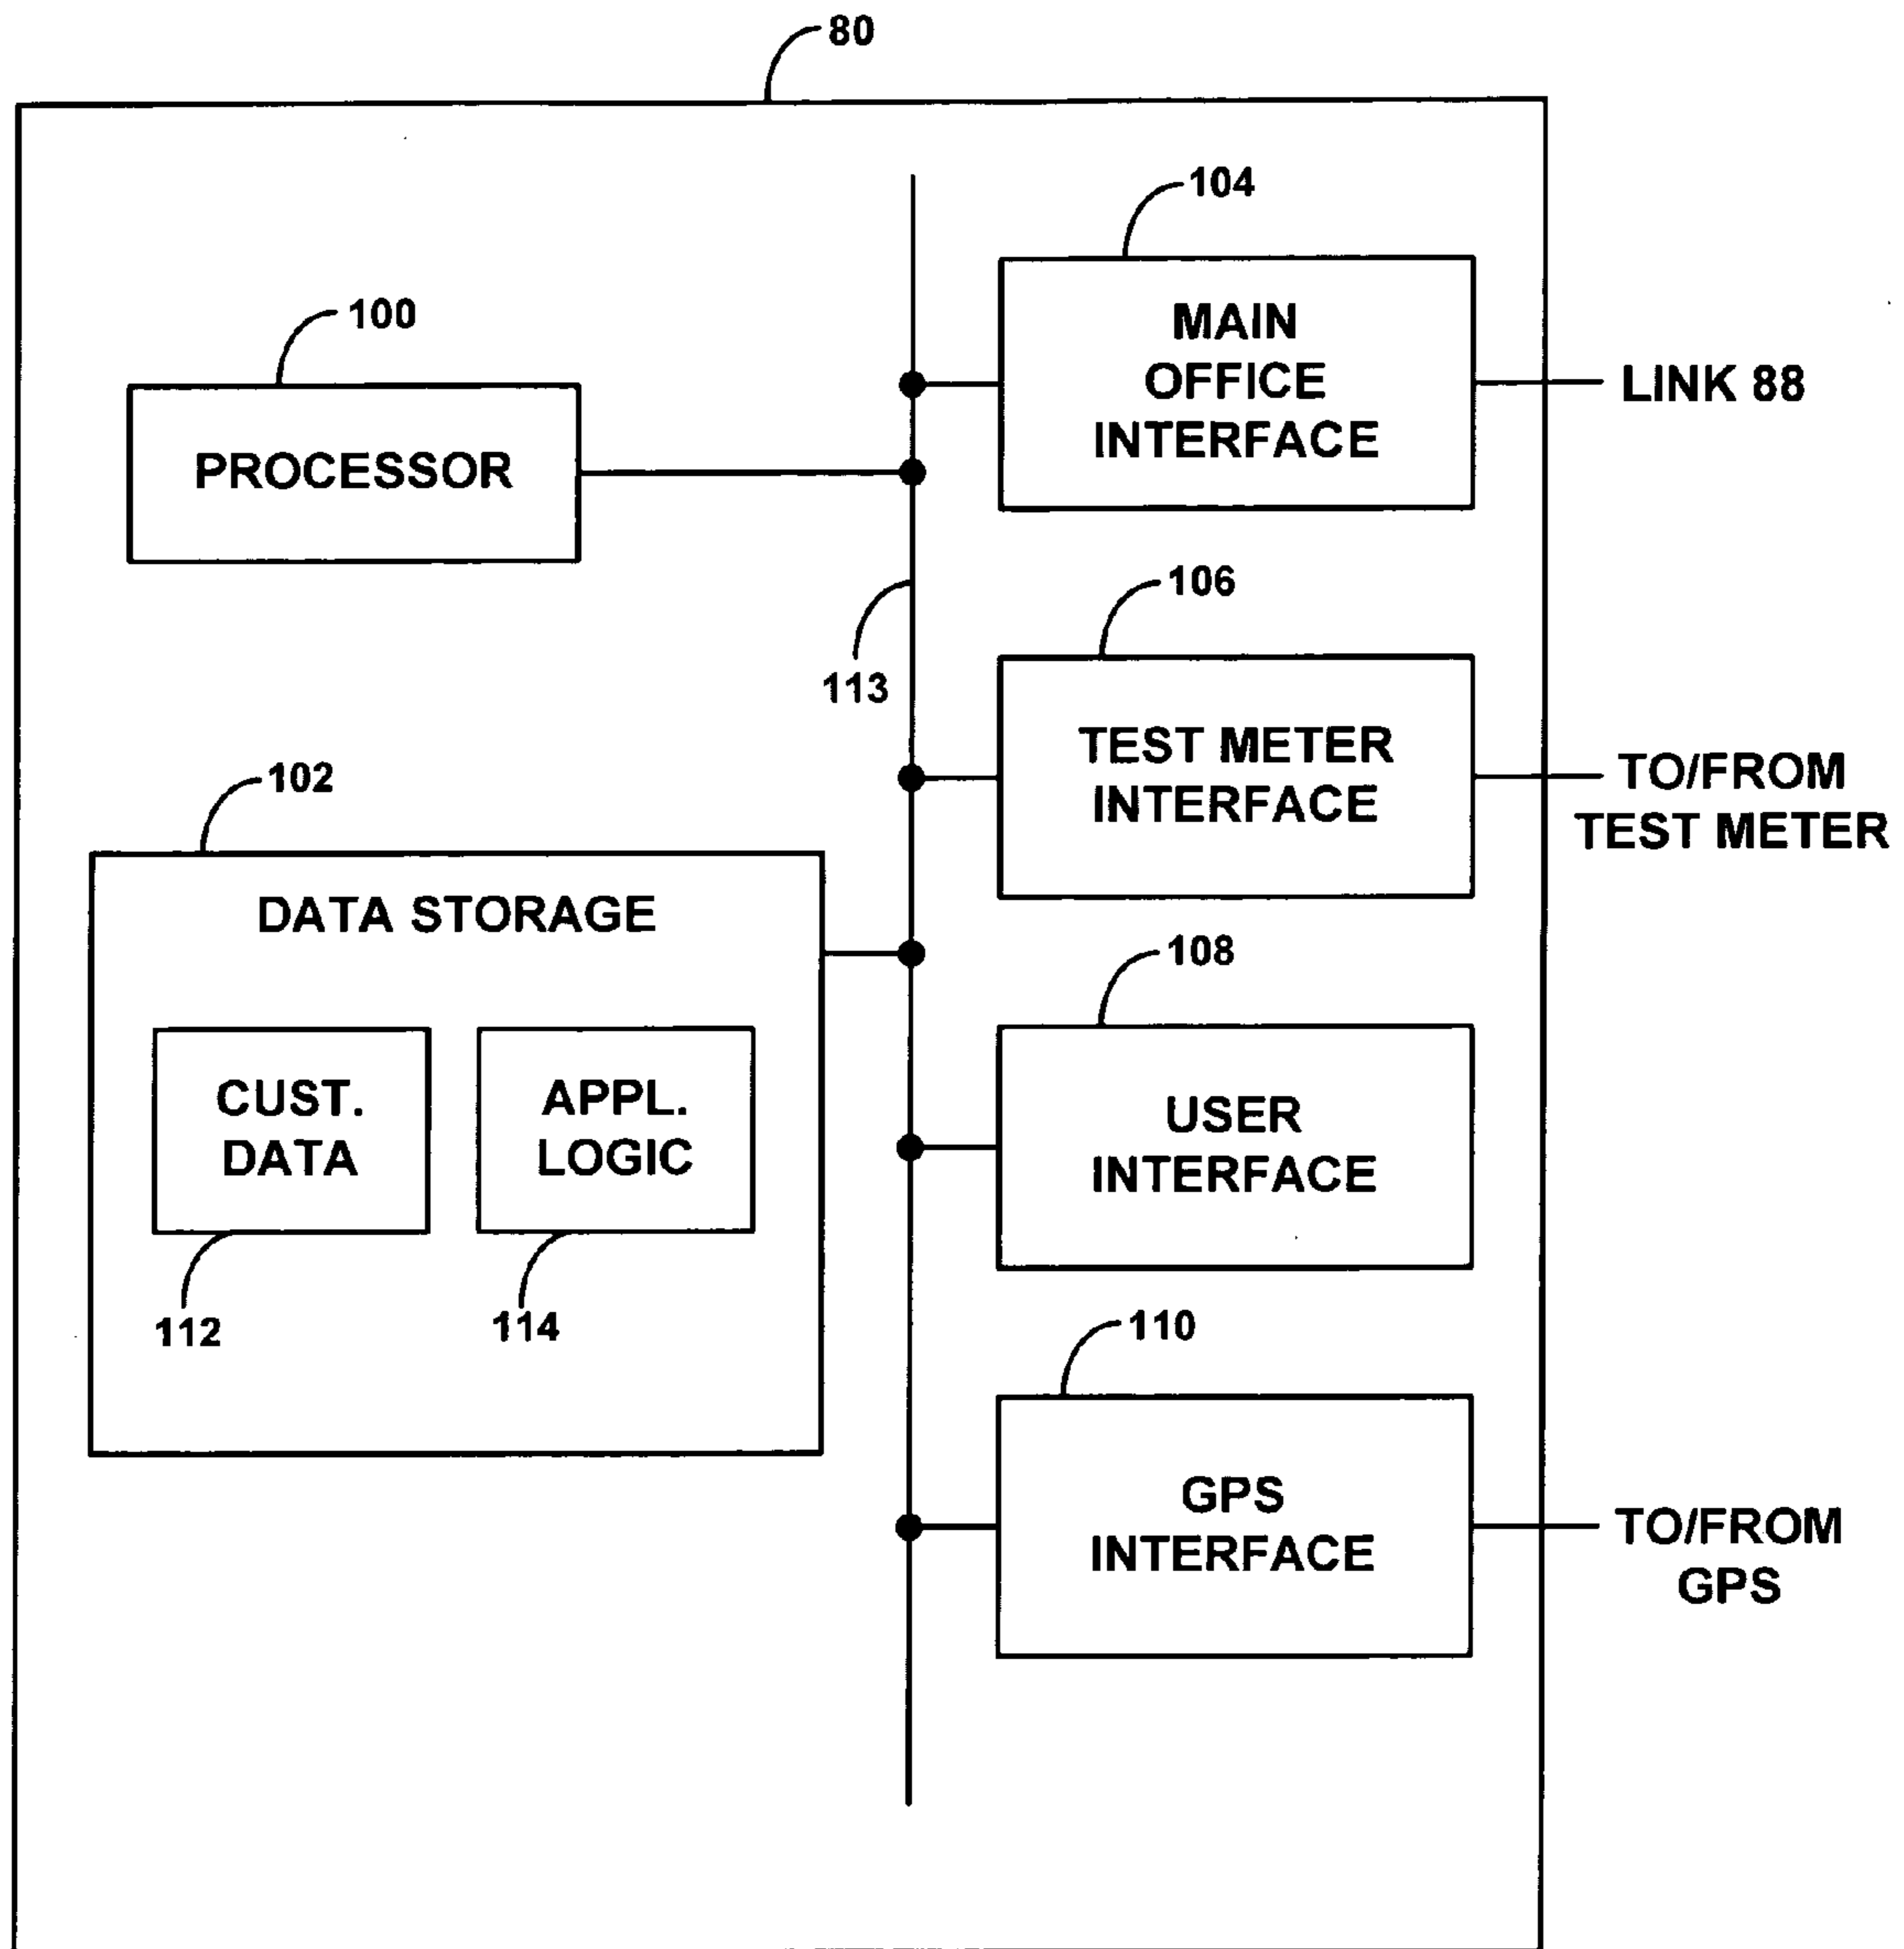 80
104
MAIN
OFFICE
INTERFACE
LINK 88
100
PROCESSOR
106
113
TEST METER
INTERFACE
TO/FROM
TEST METER
102
DATA STORAGE
108
CUST.
DATA
APPL.
LOGIC
USER
INTERFACE
112
114
110
GPS
INTERFACE
TO/FROM
GPS